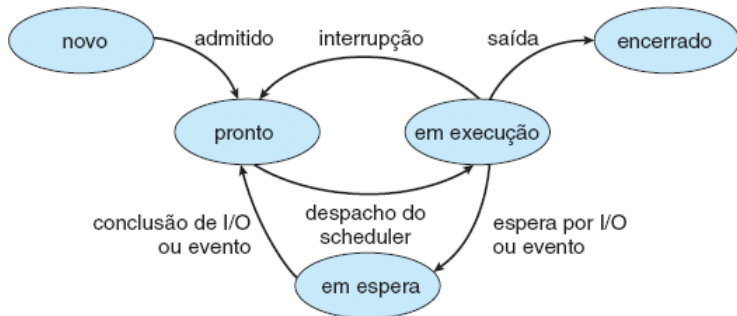 novo
admitido
interrupção
saída
encerrado
pronto
em execução
conclusão de I/O
ou evento
despacho do
scheduler
espera por I/O
ou evento
em espera